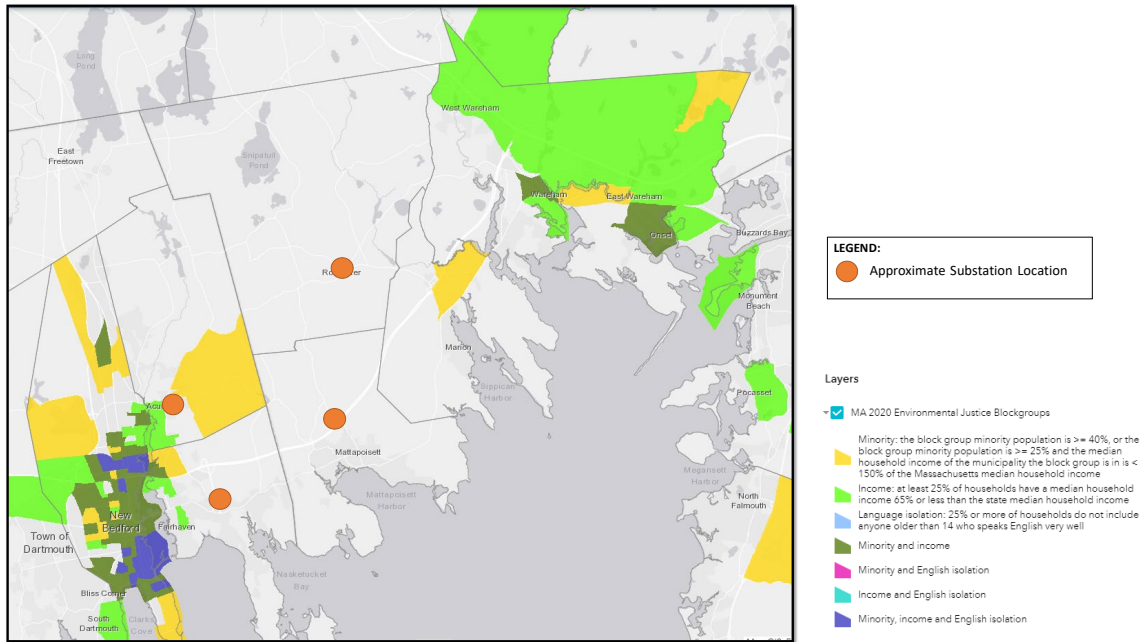 Long
Pond
West Wareham
East
Freetown
Snipatuit
Pond
Wareham
East Wareham
Onset
Buzzards Bay
Monument
Beach
Marion
Sippican
Harbor
Pocasset
Mattapoisett
Mattapoisett
Harbor
Megansett
Harbor
North
Falmouth
New
Bedford
Fairhaven
Town of
Dartmouth
Nasketucket
Bay
Bliss Corner
South
Dartmouth
Clarks
Cove
LEGEND:
Approximate Substation Location
Layers
MA 2020 Environmental Justice Blockgroups
Minority: the block group minority population is >= 40%, or the
block group minority population is >= 25% and the median
household income of the municipality the block group is in is <
150% of the Massachusetts median household income
Income: at least 25% of households have a median household
income 65% or less than the state median household income
Language isolation: 25% or more of households do not include
anyone older than 14 who speaks English very well
Minority and income
Minority and English isolation
Income and English isolation
Minority, income and English isolation